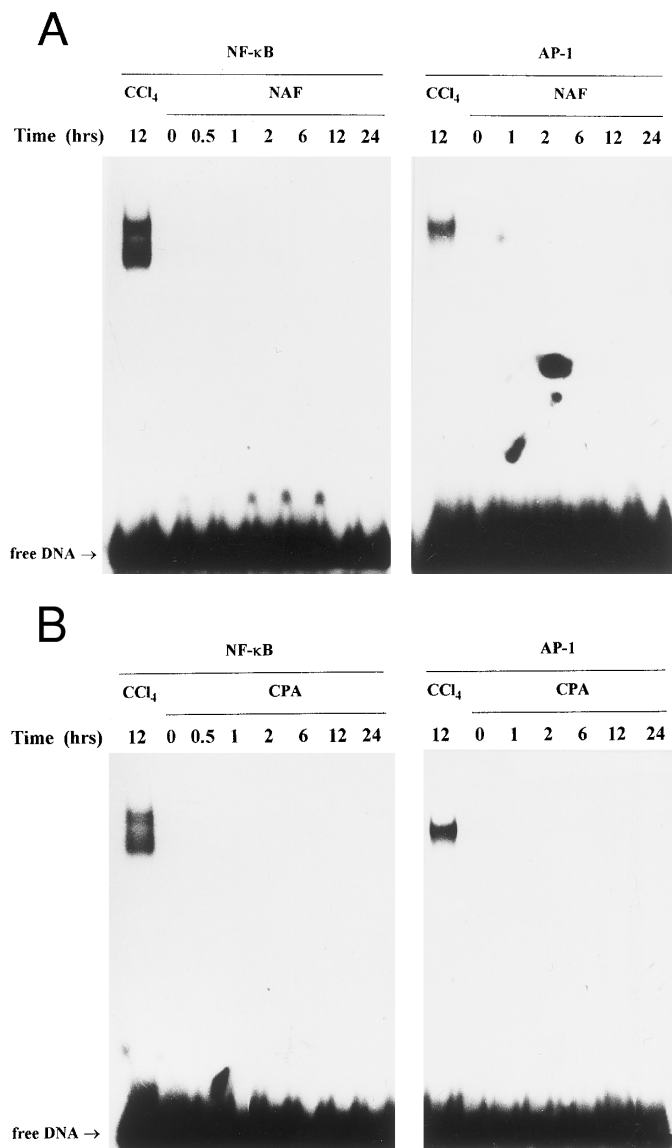 A
NF-κB AP-1
CCl4 NAF CCl4 NAF
Time (hrs) 12 0 0.5 1 2 6 12 24 12 0 1 2 6 12 24
free DNA →
B
NF-κB AP-1
CCl4 CPA CCl4 CPA
Time (hrs) 12 0 0.5 1 2 6 12 24 12 0 1 2 6 12 24
free DNA →